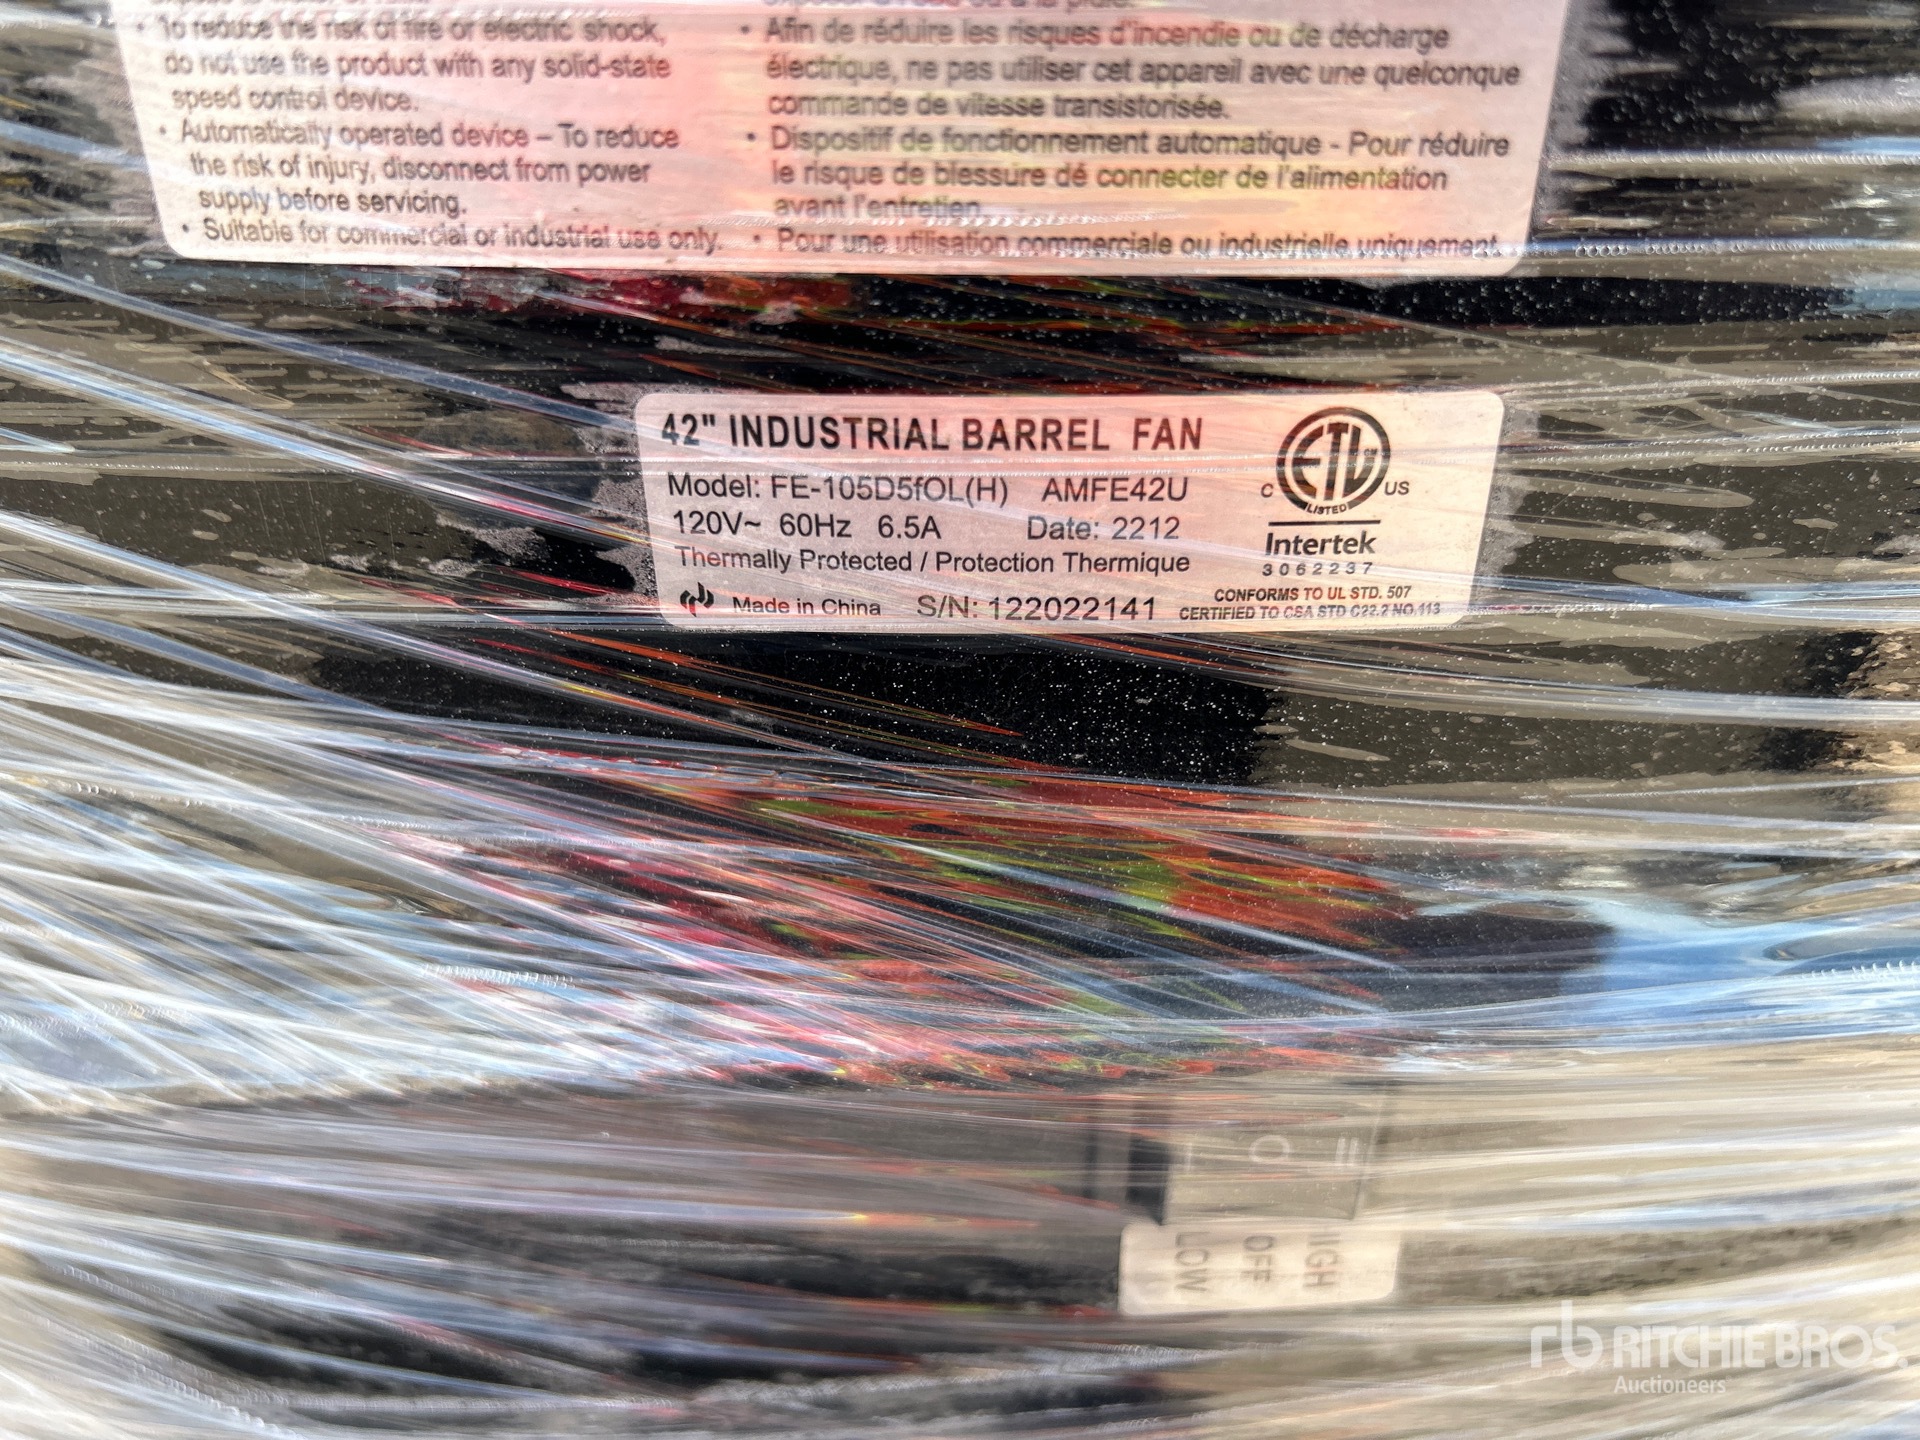 To reduce the risk of fire or electric shock,
do not use the product with any solid-state
speed control device.
• Automatically operated device – To reduce
the risk of injury, disconnect from power
supply before servicing.
• Suitable for commercial or industrial use only.
• Afin de réduire les risques d'incendie ou de décharge
électrique, ne pas utiliser cet appareil avec une quelconque
commande de vitesse transistorisée.
• Dispositif de fonctionnement automatique - Pour réduire
le risque de blessure dé connecter de l'alimentation
avant l'entretien
• Pour une utilisation commerciale ou industrielle uniquement.
42" INDUSTRIAL BARREL FAN
Model: FE-105D5fOL(H) AMFE42U
120V~ 60Hz 6.5A Date: 2212
Thermally Protected / Protection Thermique
Made in China S/N: 122022141
ETL
C US
LISTED
Intertek
3062237
CONFORMS TO UL STD. 507
CERTIFIED TO CSA STD C22.2 NO.113
I O II
LOW
OFF
HIGH
rb RITCHIE BROS.
Auctioneers